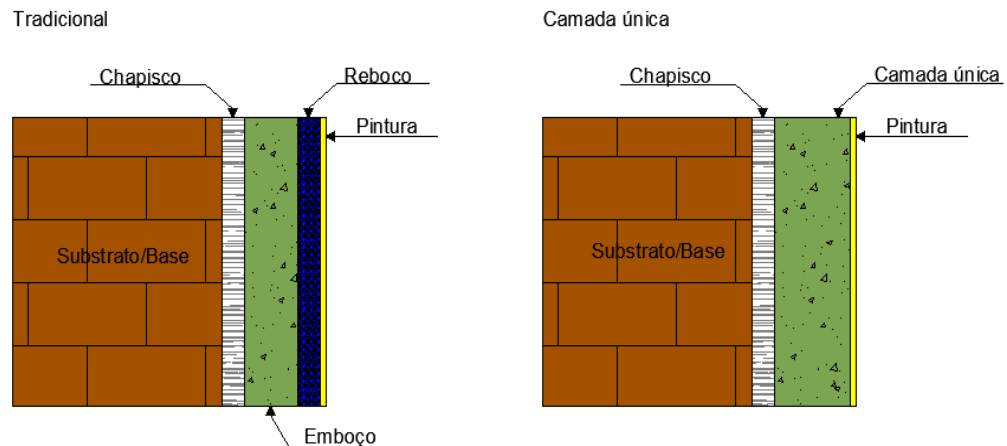 Tradicional
Chapisco
Reboco
Pintura
Substrato/Base
Emboço
Camada única
Chapisco
Camada única
Pintura
Substrato/Base